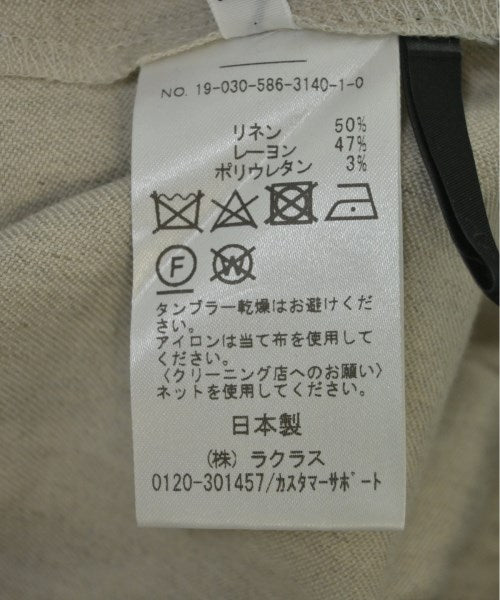 NO. 19-030-586-3140-1-0
リネン 50%
レーヨン 47%
ポリウレタン 3%
F W
タンブラー乾燥はお避けくだ
さい。
アイロンは当て布を使用して
ください。
〈クリーニング店へのお願い〉
ネットを使用してください。
日本製
(株) ラクラス
0120-301457/カスタマーサポート